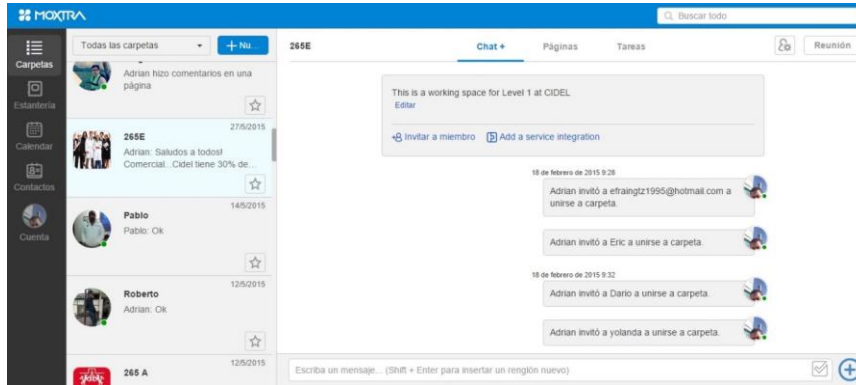 MOXTRA
Buscar todo
Carpetas
Estantería
Calendar
Contactos
Cuenta
Todas las carpetas
+ Nu...
Adrian hizo comentarios en una
página
27/5/2015
265E
Adrian: Saludos a todos!
Comercial...Cidel tiene 30% de...
14/5/2015
Pablo
Pablo: Ok
12/5/2015
Roberto
Adrian: Ok
12/5/2015
265 A
265E
Chat +
Páginas
Tareas
Reunión
This is a working space for Level 1 at CIDEL
Editar
Invitar a miembro
Add a service integration
18 de febrero de 2015 9:28
Adrian invitó a efraingtz1995@hotmail.com a
unirse a carpeta.
Adrian invitó a Eric a unirse a carpeta.
18 de febrero de 2015 9:32
Adrian invitó a Dario a unirse a carpeta.
Adrian invitó a yolanda a unirse a carpeta.
Escriba un mensaje... (Shift + Enter para insertar un renglón nuevo)